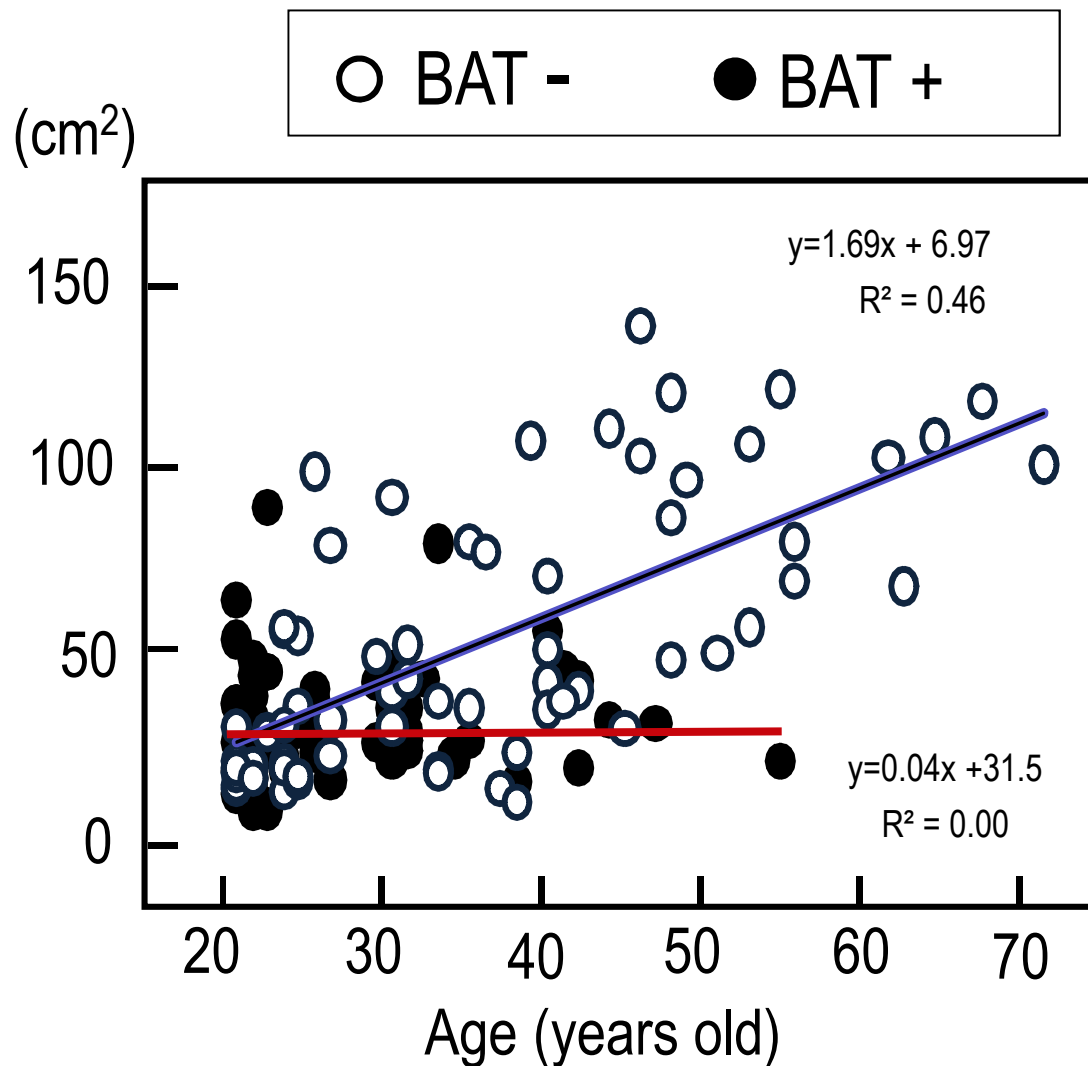 BAT - BAT +
(cm²)
y=1.69x + 6.97
R² = 0.46
150
100
50
0
y=0.04x +31.5
R² = 0.00
20 30 40 50 60 70
Age (years old)